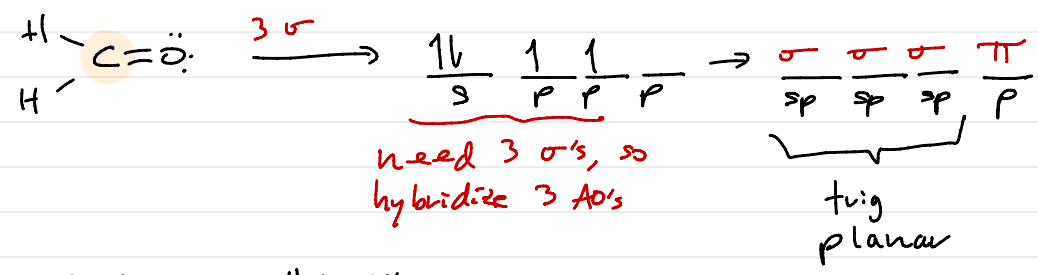 H
C=Ö:
H
3 σ
1l 1 1
s p p p
σ σ σ π
sp sp sp p
need 3 σ's, so
hybridize 3 AO's
trig
planar